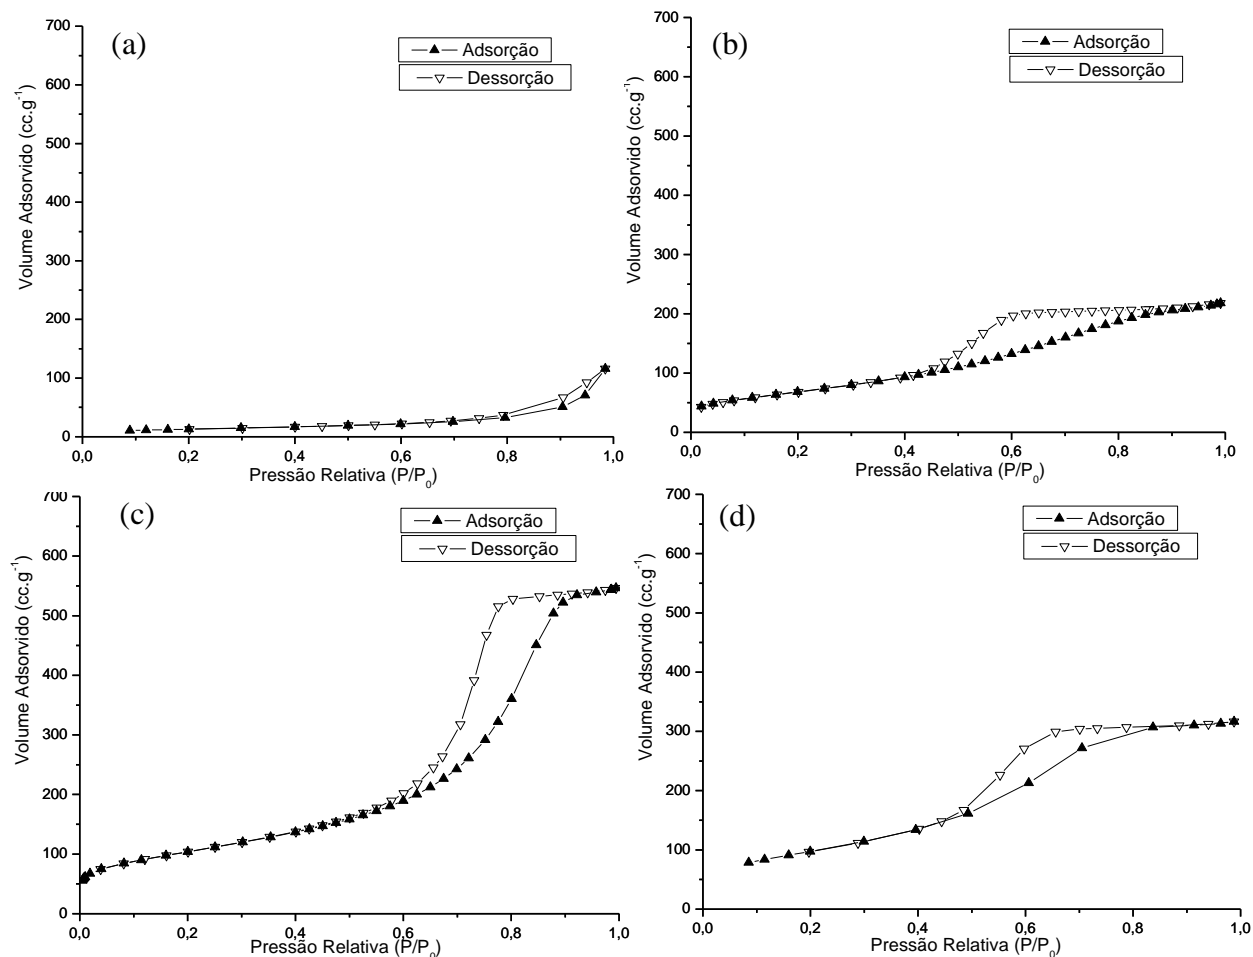 (a)
Adsorção
Dessorção
Volume Adsorvido (cc.g⁻¹)
700
600
500
400
300
200
100
0
0,0 0,2 0,4 0,6 0,8 1,0
Pressão Relativa (P/P₀)
(b)
Adsorção
Dessorção
Volume Adsorvido (cc.g⁻¹)
700
600
500
400
300
200
100
0
0,0 0,2 0,4 0,6 0,8 1,0
Pressão Relativa (P/P₀)
(c)
Adsorção
Dessorção
Volume Adsorvido (cc.g⁻¹)
700
600
500
400
300
200
100
0
0,0 0,2 0,4 0,6 0,8 1,0
Pressão Relativa (P/P₀)
(d)
Adsorção
Dessorção
Volume Adsorvido (cc.g⁻¹)
700
600
500
400
300
200
100
0
0,0 0,2 0,4 0,6 0,8 1,0
Pressão Relativa (P/P₀)